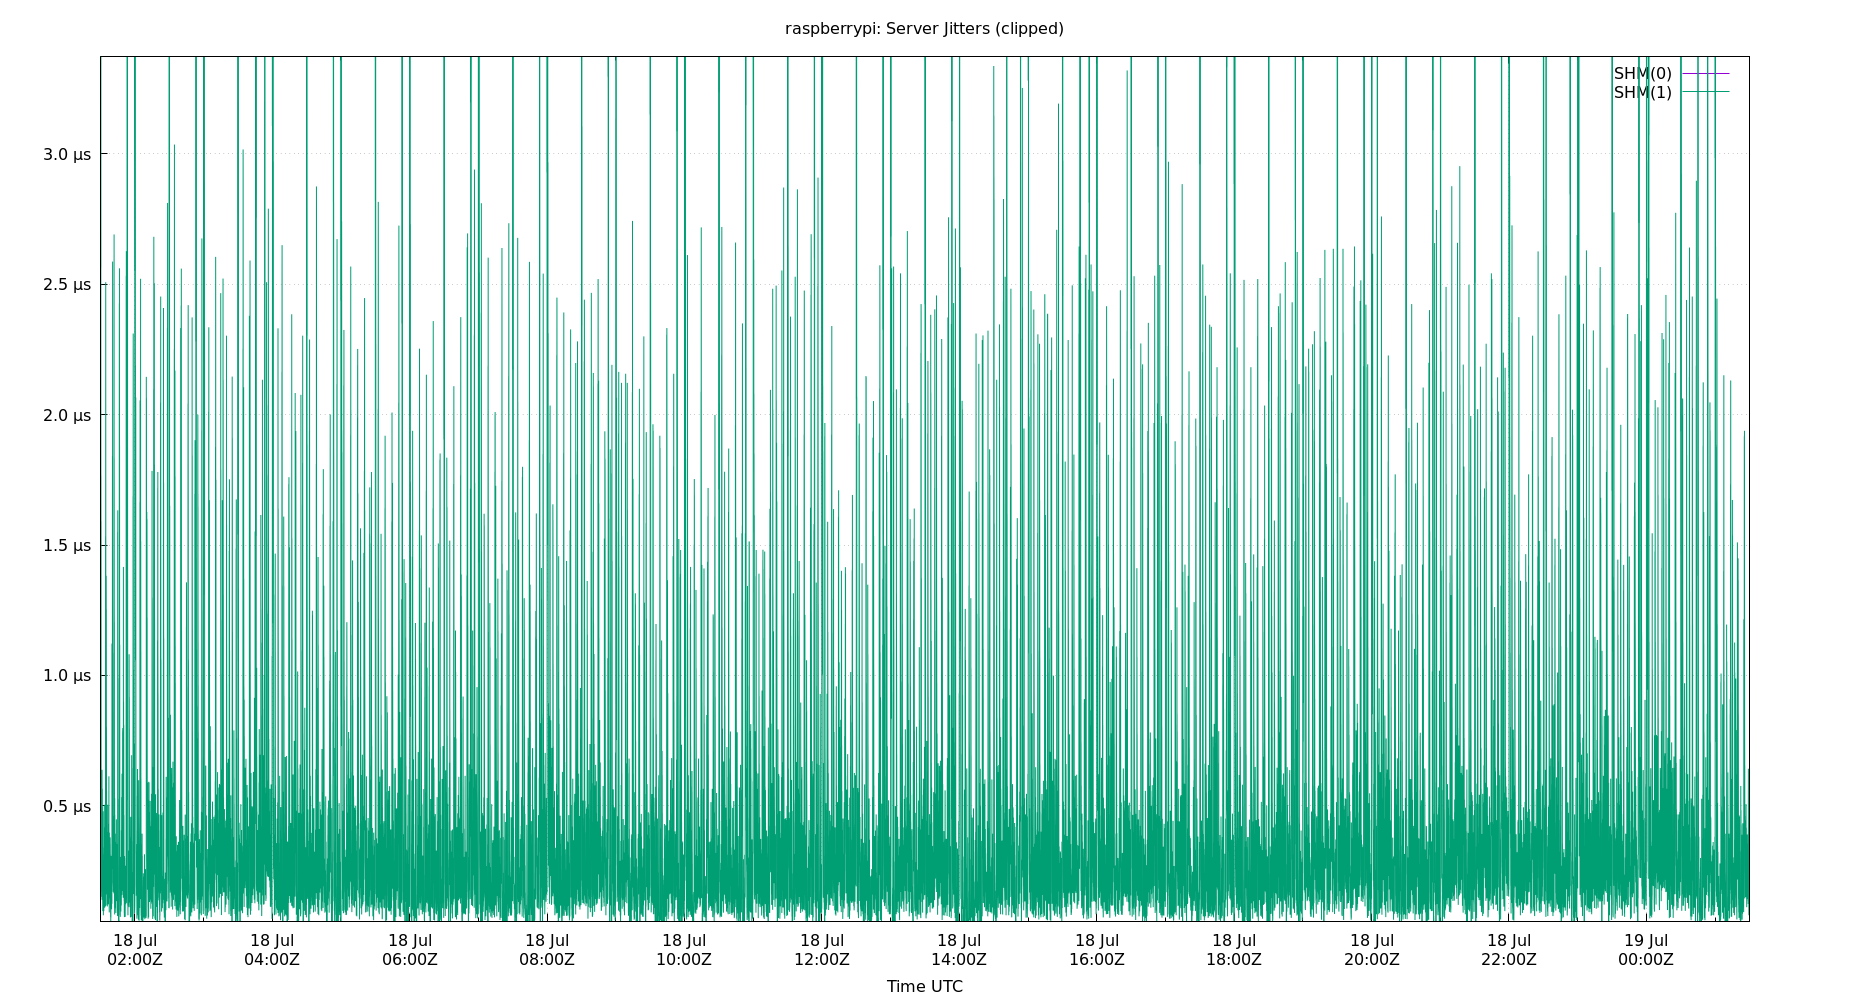 raspberrypi: Server Jitters (clipped)
SHM(0)
SHM(1)
3.0 µs
2.5 µs
2.0 µs
1.5 µs
1.0 µs
0.5 µs
18 Jul 18 Jul 18 Jul 18 Jul 18 Jul 18 Jul 18 Jul 18 Jul 18 Jul 18 Jul 18 Jul 19 Jul
02:00Z 04:00Z 06:00Z 08:00Z 10:00Z 12:00Z 14:00Z 16:00Z 18:00Z 20:00Z 22:00Z 00:00Z
Time UTC